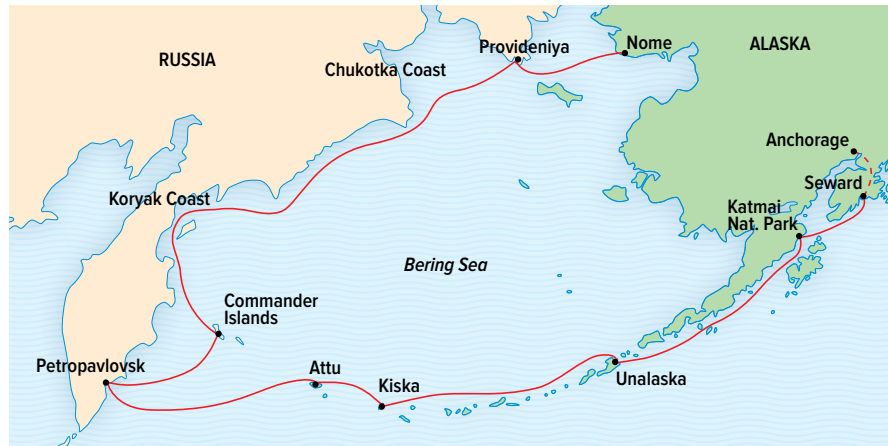 Provideniya
Nome
ALASKA
RUSSIA
Chukotka Coast
Anchorage
Seward
Koryak Coast
Katmai
Nat. Park
Bering Sea
Commander
Islands
Petropavlovsk
Attu
Kiska
Unalaska